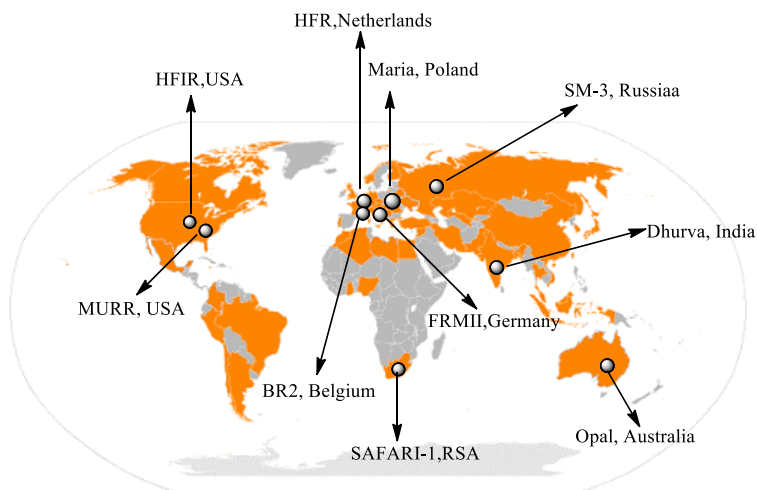 HFR,Netherlands
Maria, Poland
HFIR,USA
SM-3, Russiaa
Dhurva, India
MURR, USA
FRMII,Germany
BR2, Belgium
Opal, Australia
SAFARI-1,RSA